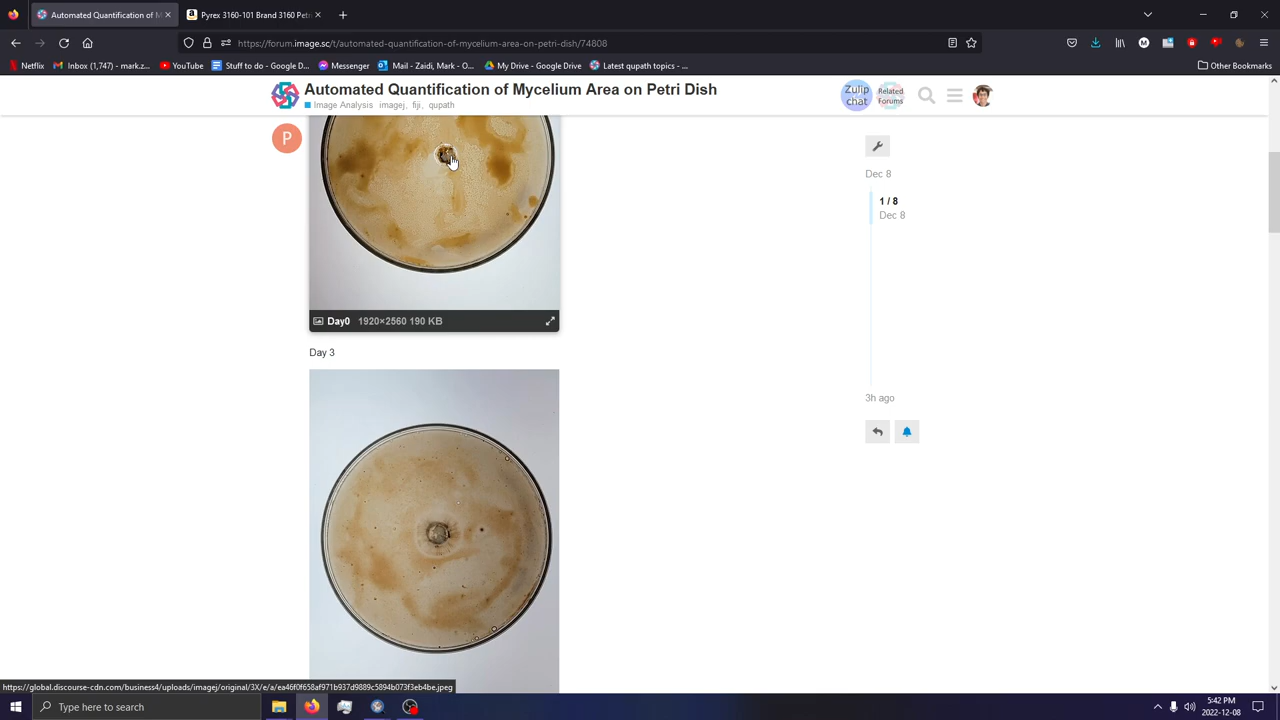 Automated Quantification of M
Pyrex 3160-101 Brand 3160 Petr
https://forum.image.sc/t/automated-quantification-of-mycelium-area-on-petri-dish/74808
Netflix
Inbox (1,747) - mark.z...
YouTube
Stuff to do - Google D...
Messenger
Mail - Zaidi, Mark - O...
My Drive - Google Drive
Latest qupath topics - ...
Other Bookmarks
Automated Quantification of Mycelium Area on Petri Dish
Image Analysis imagej, fiji, qupath
Zulip
chat
Related
Forums
P
Dec 8
1 / 8
Dec 8
3h ago
Day0 1920×2560 190 KB
Day 3
https://global.discourse-cdn.com/business4/uploads/imagej/original/3X/e/a/ea46f0f658af971b937d9889c5894b073f3eb4be.jpeg
Type here to search
5:42 PM
2022-12-08